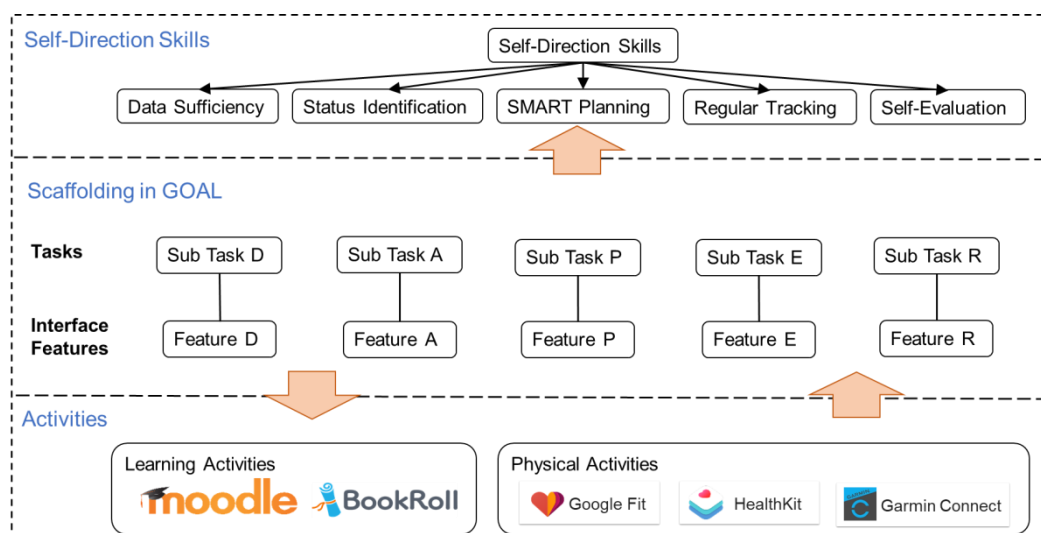 Self-Direction Skills
Self-Direction Skills
Data Sufficiency
Status Identification
SMART Planning
Regular Tracking
Self-Evaluation
Scaffolding in GOAL
Tasks
Sub Task D
Sub Task A
Sub Task P
Sub Task E
Sub Task R
Interface
Features
Feature D
Feature A
Feature P
Feature E
Feature R
Activities
Learning Activities
moodle
BookRoll
Physical Activities
Google Fit
HealthKit
GARMIN
Garmin Connect